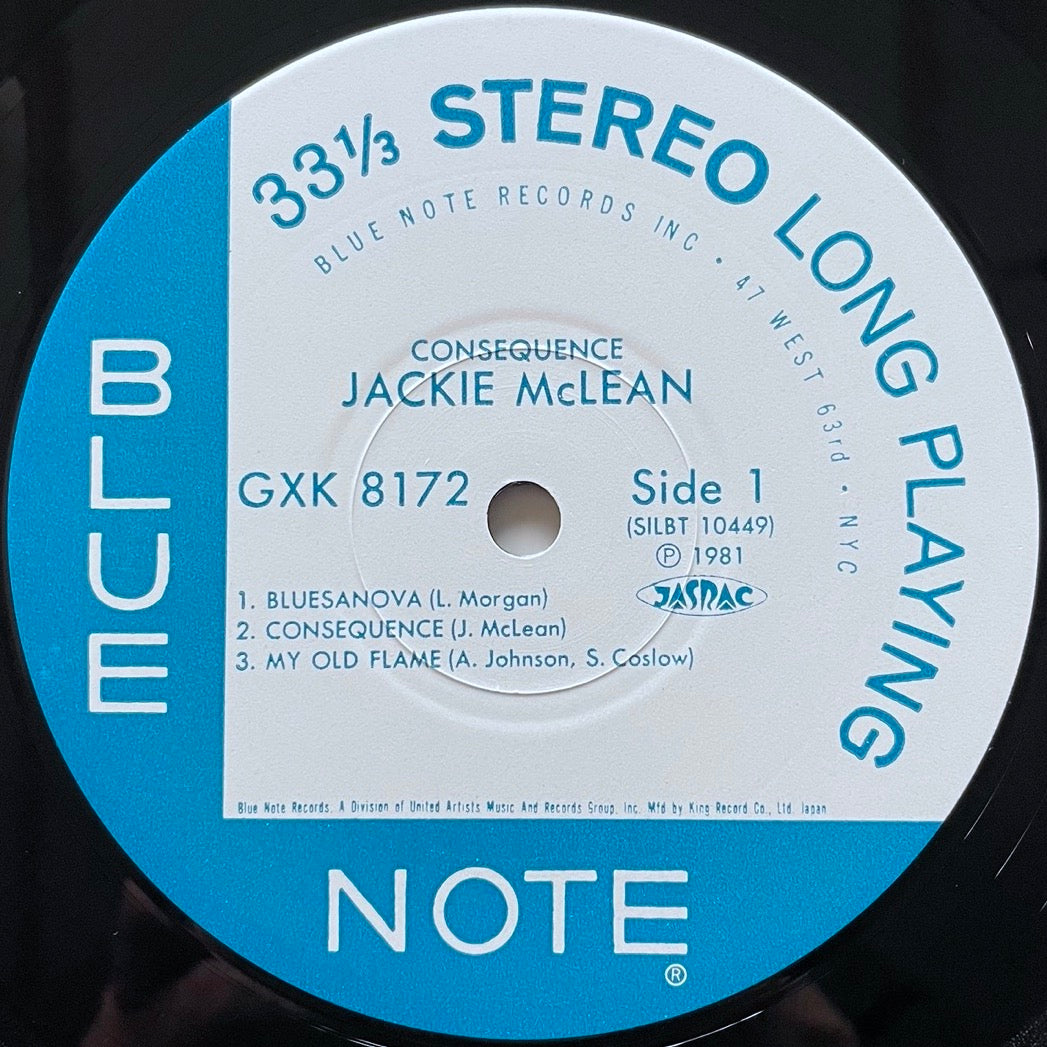 33⅓ STEREO LONG PLAYING
BLUE NOTE RECORDS INC • 47 WEST 63rd • NYC
CONSEQUENCE
JACKIE McLEAN
GXK 8172
Side 1
(SILBT 10449)
Ⓟ 1981
JASRAC
1. BLUESANOVA (L. Morgan)
2. CONSEQUENCE (J. McLean)
3. MY OLD FLAME (A. Johnson, S. Coslow)
Blue Note Records. A Division of United Artists Music And Records Group, Inc. Mfd by King Record Co., Ltd. Japan
BLUE
NOTE®